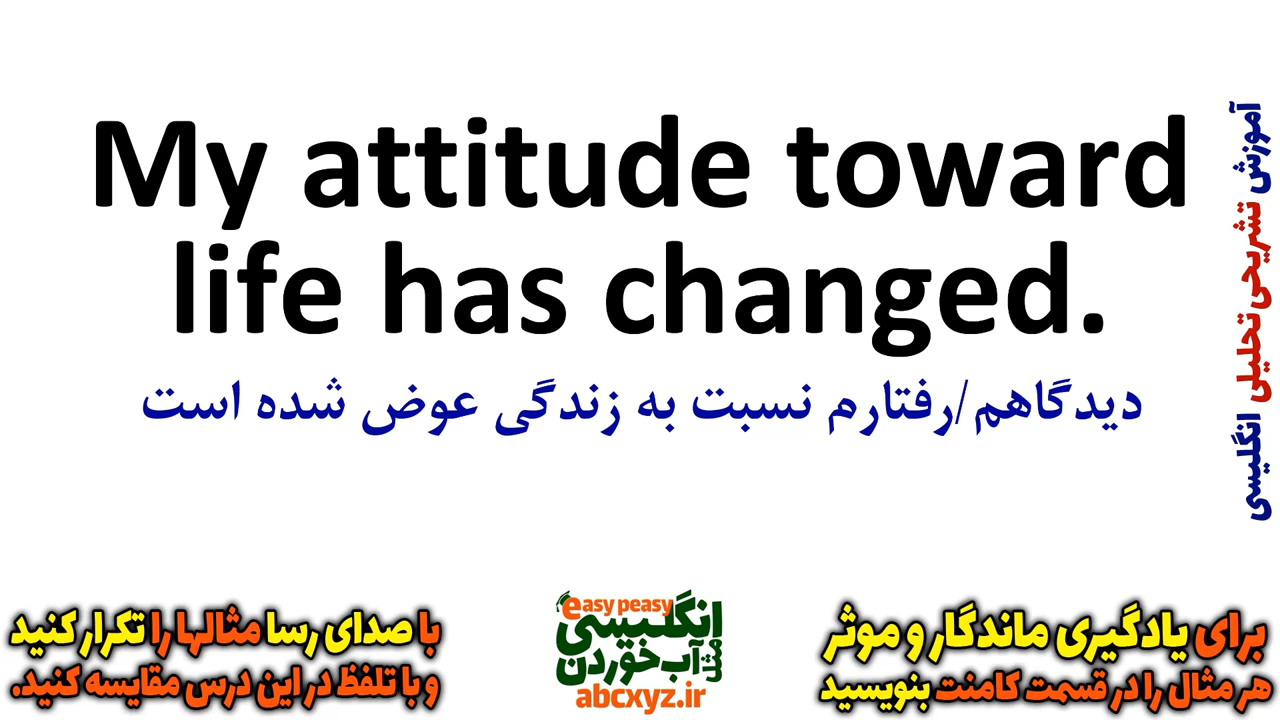 My attitude toward
life has changed.
دیدگاهم/رفتارم نسبت به زندگی عوض شده است
آموزش تشریحی تحلیلی انگلیسی
برای یادگیری ماندگار و موثر
هر مثال را در قسمت کامنت بنویسید
easy peasy
انگلیسی
مثل آب خوردن
abcxyz.ir
با صدای رسا مثالها را تکرار کنید
و با تلفظ در این درس مقایسه کنید.